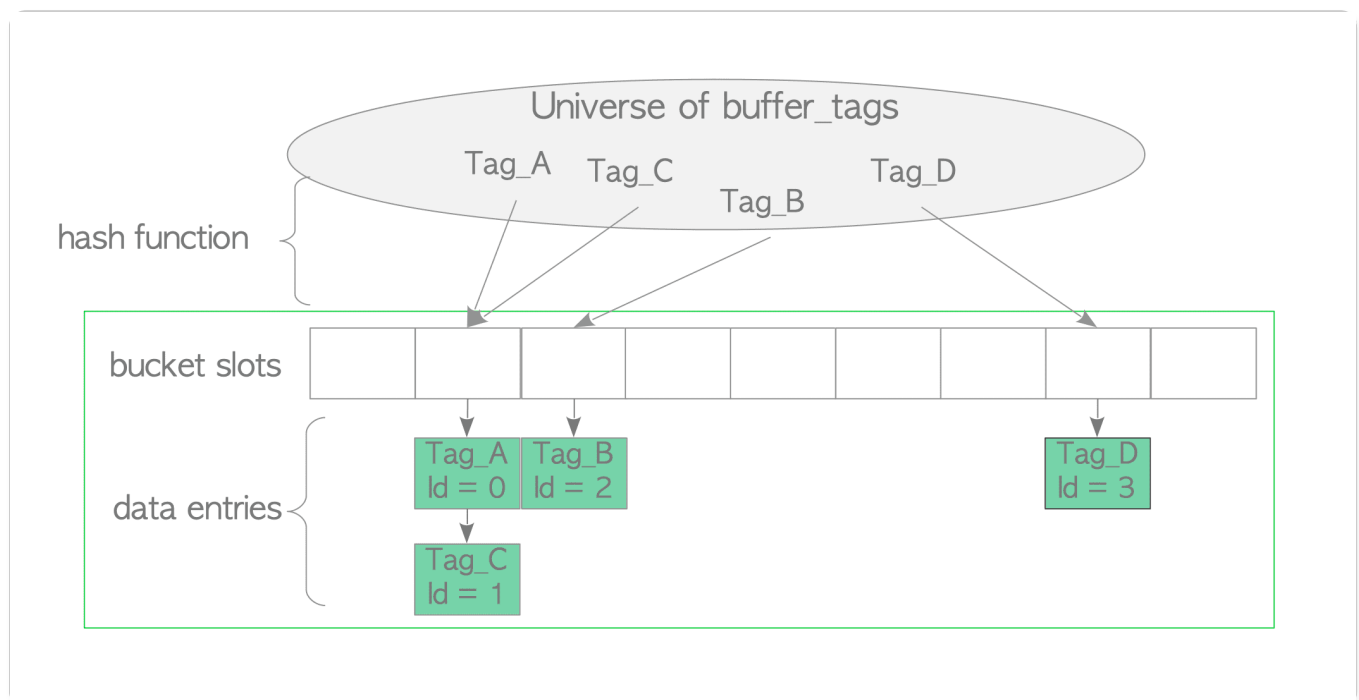 Universe of buffer_tags
Tag_A
Tag_C
Tag_B
Tag_D
hash function
bucket slots
data entries
Tag_A
Id = 0
Tag_B
Id = 2
Tag_D
Id = 3
Tag_C
Id = 1